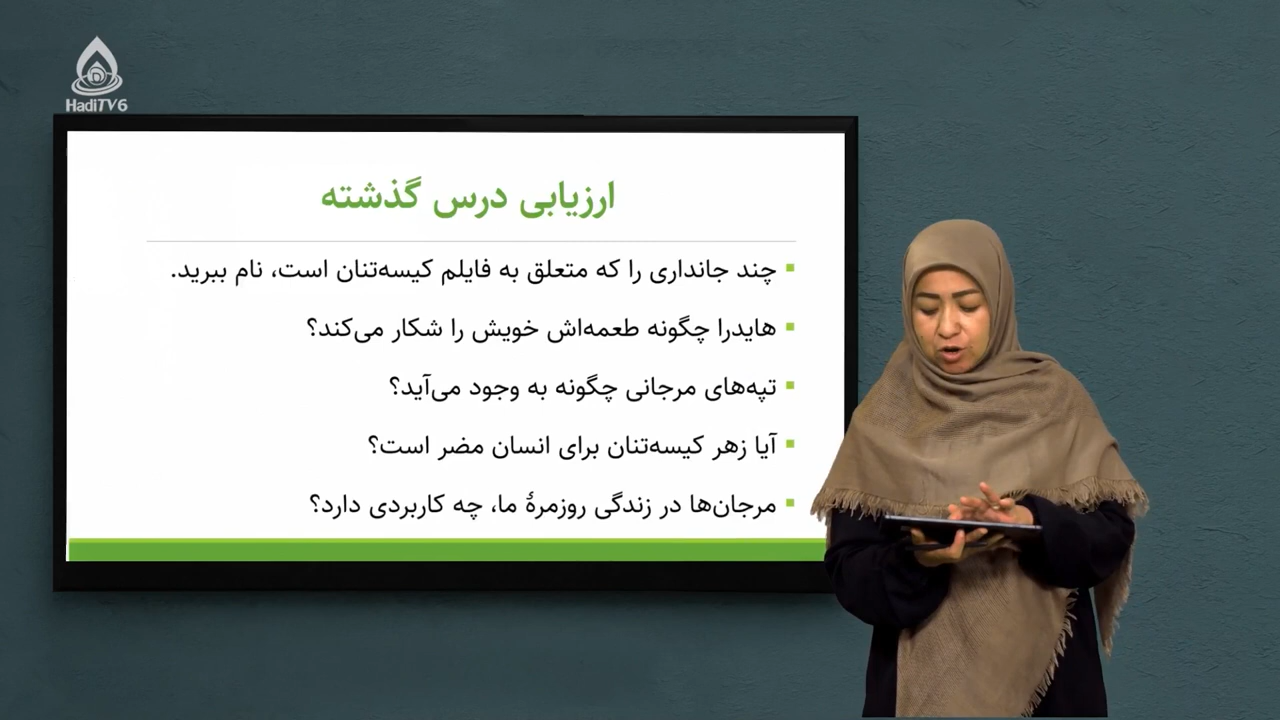 HadiTV6
ارزیابی درس گذشته
چند جانداری را که متعلق به فایلم کیسه‌تنان است، نام ببرید.
هایدرا چگونه طعمه‌اش خویش را شکار می‌کند؟
تپه‌های مرجانی چگونه به وجود می‌آید؟
آیا زهر کیسه‌تنان برای انسان مضر است؟
مرجان‌ها در زندگی روزمرۀ ما، چه کاربردی دارد؟